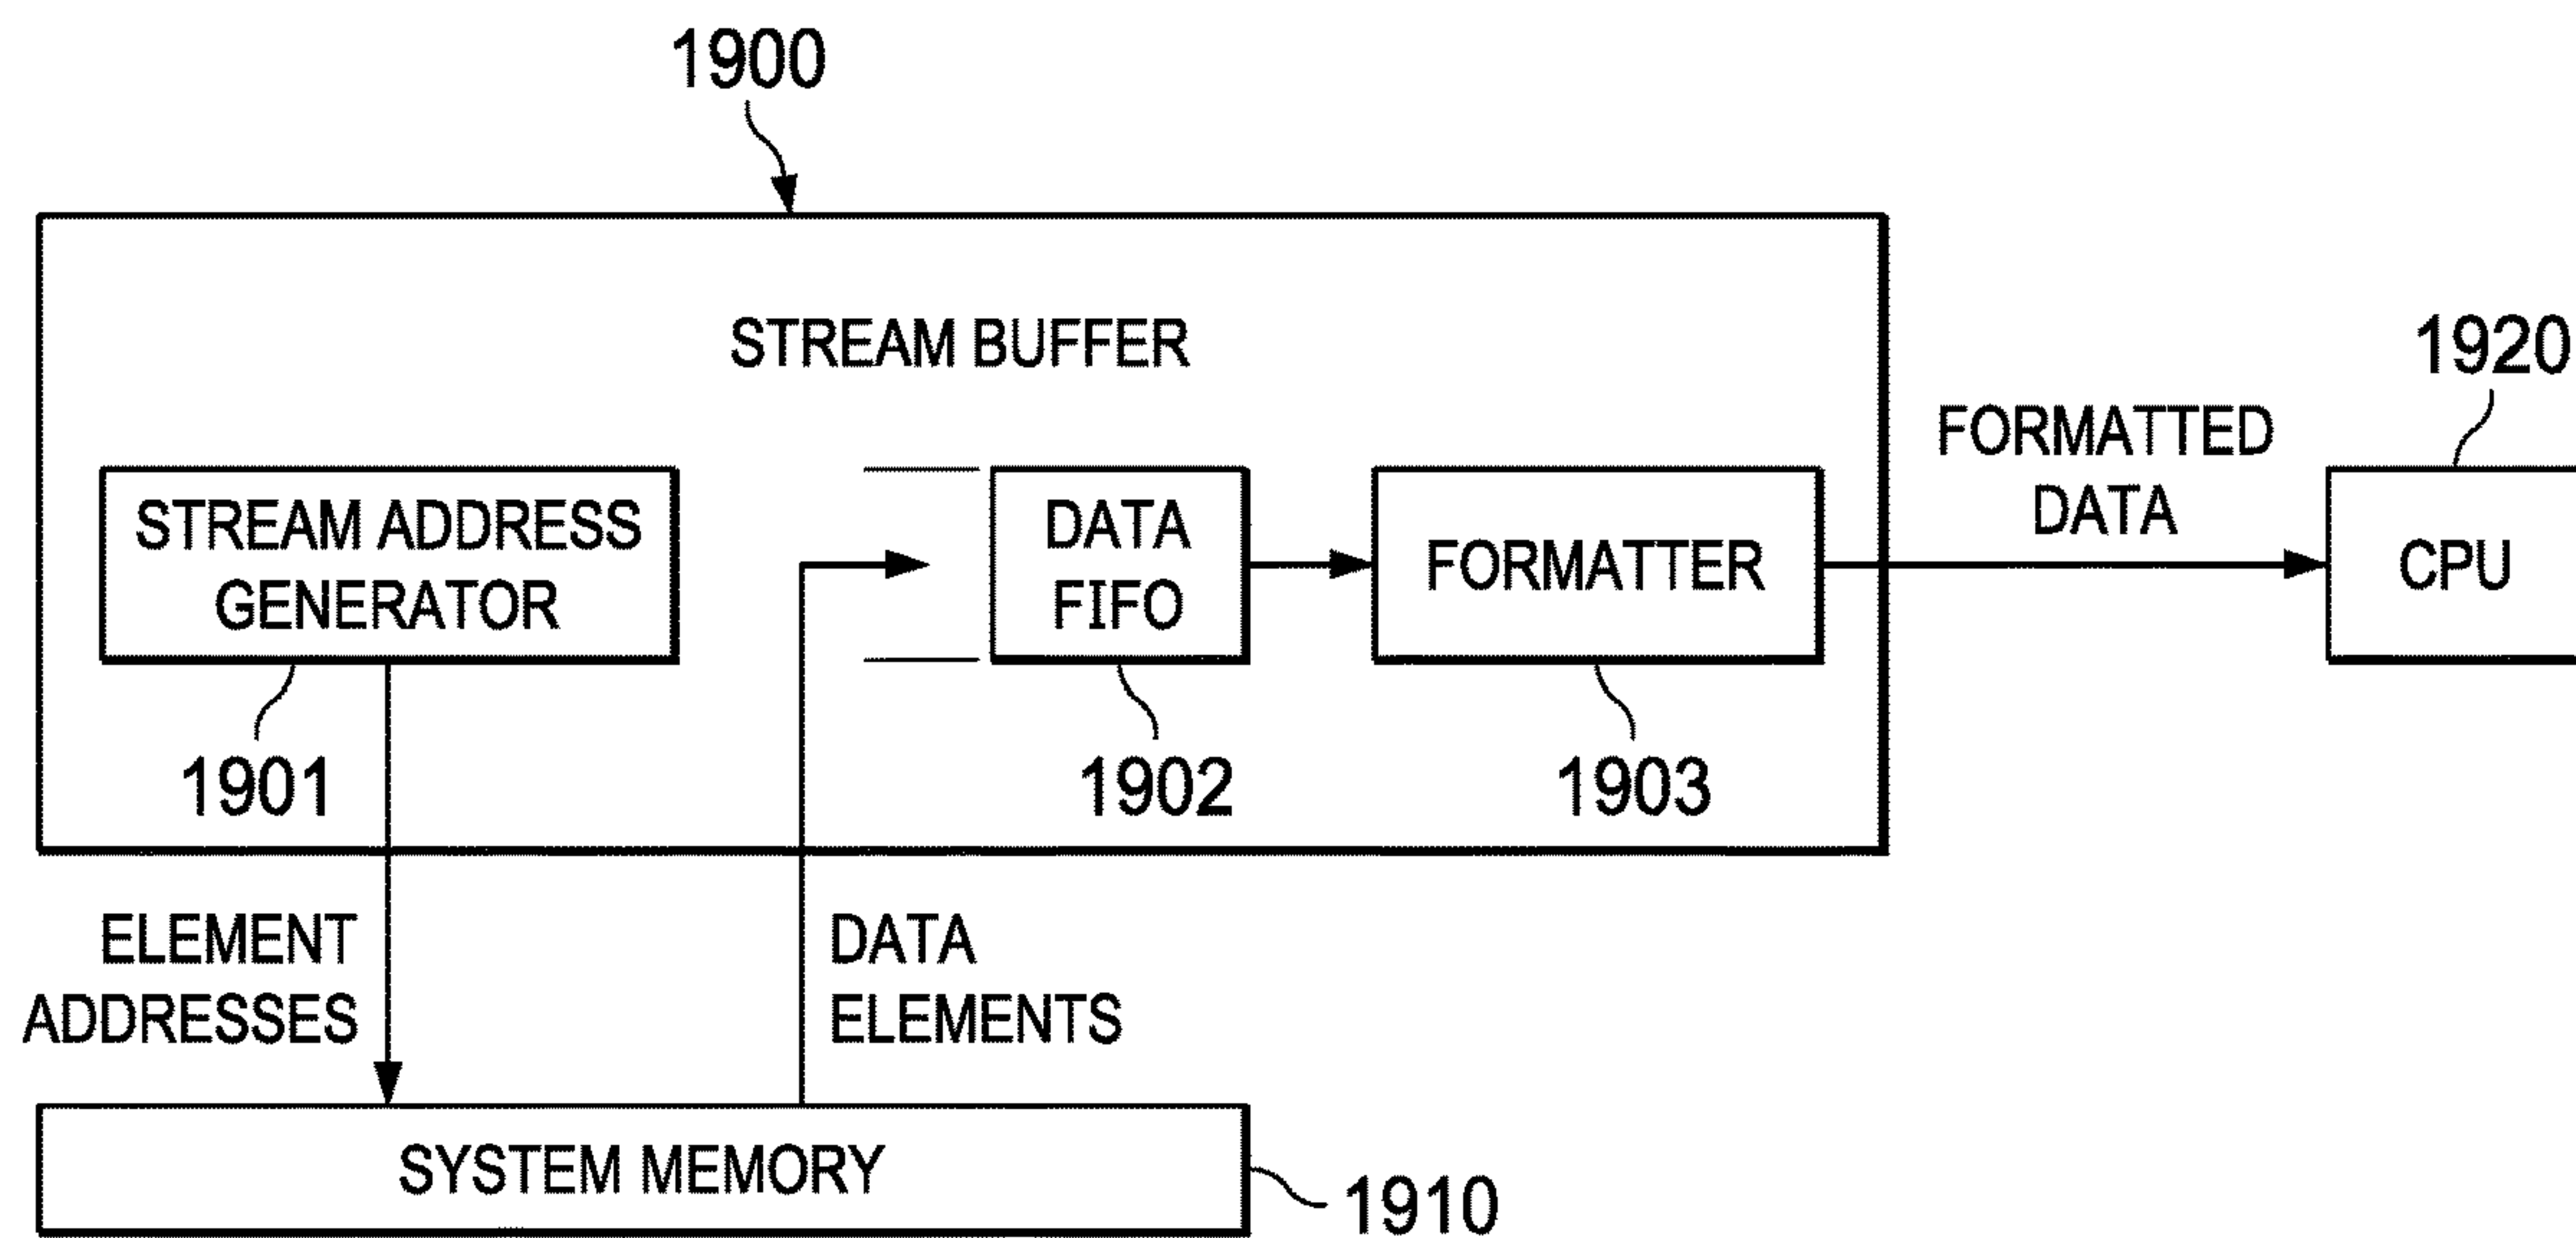 1900
STREAM BUFFER
STREAM ADDRESS
GENERATOR
1901
DATA
FIFO
1902
FORMATTER
1903
FORMATTED
DATA
1920
CPU
ELEMENT
ADDRESSES
DATA
ELEMENTS
SYSTEM MEMORY
1910